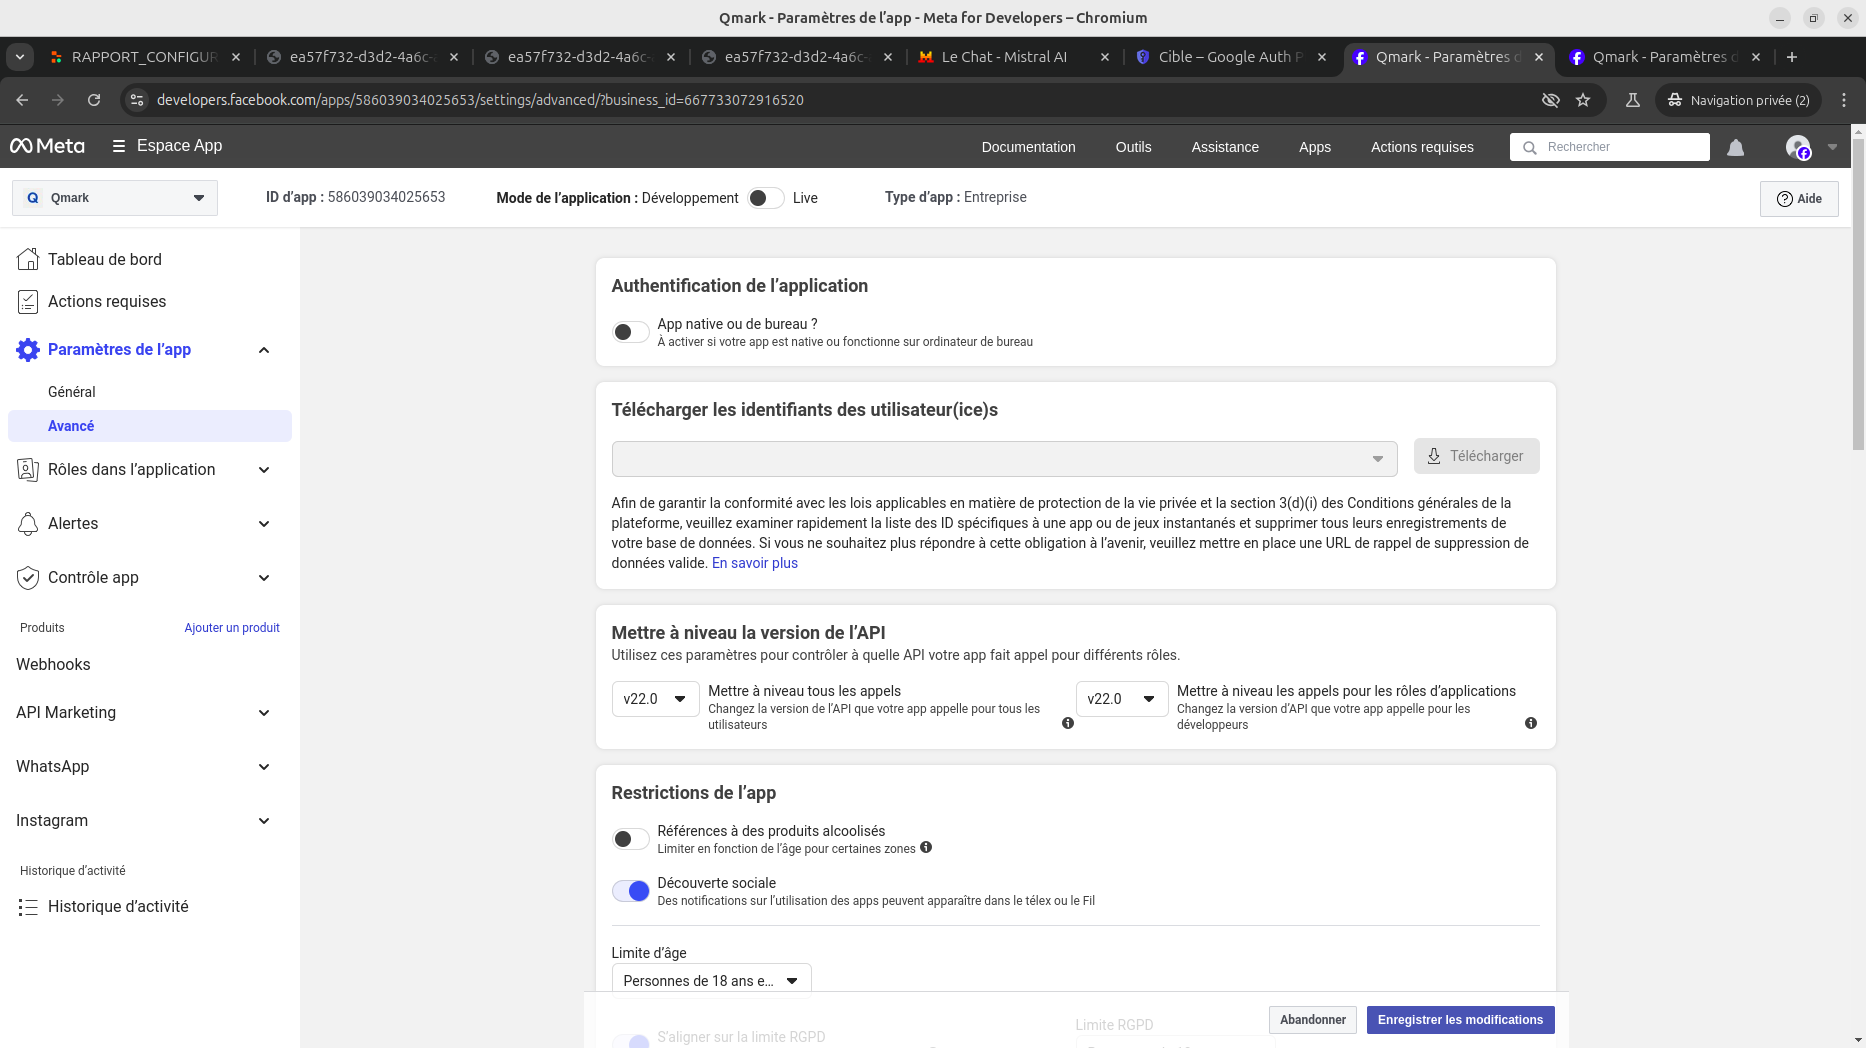 Qmark - Paramètres de l’app - Meta for Developers – Chromium
RAPPORT_CONFIGUR
ea57f732-d3d2-4a6c-
ea57f732-d3d2-4a6c-
ea57f732-d3d2-4a6c-
Le Chat - Mistral AI
Cible – Google Auth P
Qmark - Paramètres d
Qmark - Paramètres d
developers.facebook.com/apps/586039034025653/settings/advanced/?business_id=667733072916520
Navigation privée (2)
Meta
Espace App
Documentation
Outils
Assistance
Apps
Actions requises
Rechercher
Q Qmark
ID d’app : 586039034025653
Mode de l’application : Développement
Live
Type d’app : Entreprise
Aide
Tableau de bord
Actions requises
Paramètres de l’app
Général
Avancé
Rôles dans l’application
Alertes
Contrôle app
Produits
Ajouter un produit
Webhooks
API Marketing
WhatsApp
Instagram
Historique d’activité
Historique d’activité
Authentification de l’application
App native ou de bureau ?
À activer si votre app est native ou fonctionne sur ordinateur de bureau
Télécharger les identifiants des utilisateur(ice)s
Télécharger
Afin de garantir la conformité avec les lois applicables en matière de protection de la vie privée et la section 3(d)(i) des Conditions générales de la
plateforme, veuillez examiner rapidement la liste des ID spécifiques à une app ou de jeux instantanés et supprimer tous leurs enregistrements de
votre base de données. Si vous ne souhaitez plus répondre à cette obligation à l’avenir, veuillez mettre en place une URL de rappel de suppression de
données valide. En savoir plus
Mettre à niveau la version de l’API
Utilisez ces paramètres pour contrôler à quelle API votre app fait appel pour différents rôles.
v22.0
Mettre à niveau tous les appels
Changez la version de l’API que votre app appelle pour tous les
utilisateurs
v22.0
Mettre à niveau les appels pour les rôles d’applications
Changez la version d’API que votre app appelle pour les
développeurs
Restrictions de l’app
Références à des produits alcoolisés
Limiter en fonction de l’âge pour certaines zones
Découverte sociale
Des notifications sur l’utilisation des apps peuvent apparaître dans le télex ou le Fil
Limite d’âge
Personnes de 18 ans e...
S’aligner sur la limite RGPD
Limite RGPD
Abandonner
Enregistrer les modifications